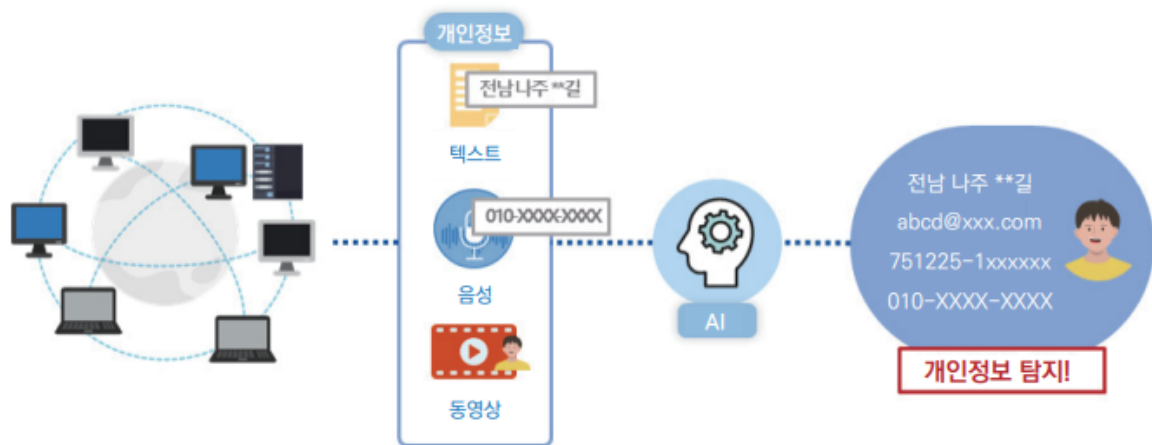 개인정보
전남 나주 **길
텍스트
010-XXXX-XXXX
음성
동영상
AI
전남 나주 **길
abcd@xxx.com
751225-1xxxxxx
010-XXXX-XXXX
개인정보 탐지!